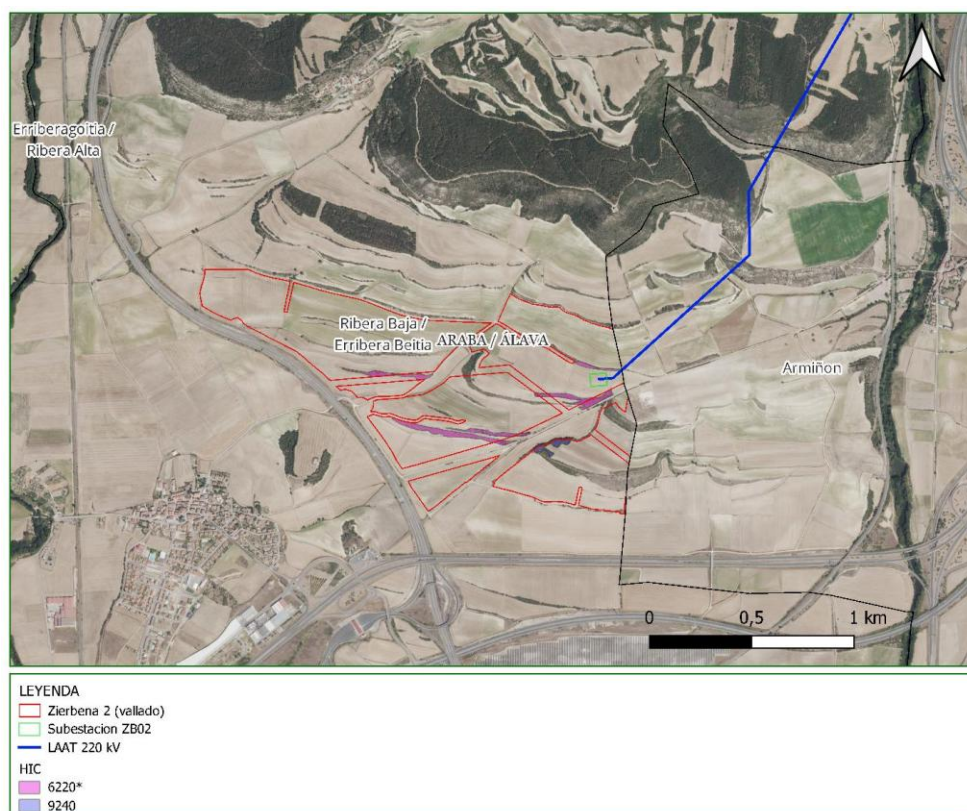 Erriberagoitia /
Ribera Alta
Ribera Baja /
Erribera Beitia
ARABA / ÁLAVA
Armiñon
0
0,5
1 km
LEYENDA
Zierbena 2 (vallado)
Subestacion ZB02
LAAT 220 kV
HIC
6220*
9240